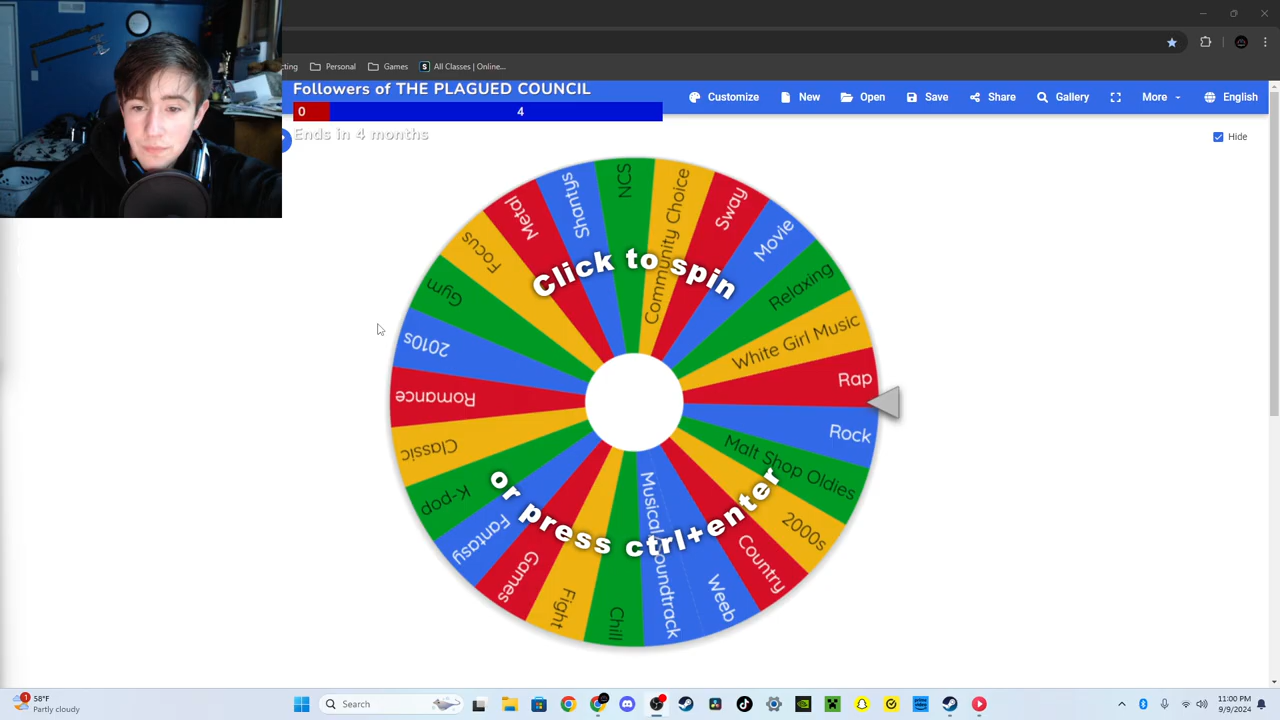 cting
Personal
Games
All Classes | Online...
Followers of THE PLAGUED COUNCIL
0
4
Ends in 4 months
Customize
New
Open
Save
Share
Gallery
More
English
Hide
Click to spin
or press ctrl+enter
NCS
Community Choice
Sway
Movie
Relaxing
White Girl Music
Rap
Rock
Malt Shop Oldies
2000s
Country
Weeb
Musical Soundtrack
Chill
Fight
Games
Fantasy
K-pop
Classic
Romance
2010s
Gym
Focus
Metal
Shantys
1
58°F
Partly cloudy
Search
11:00 PM
9/9/2024